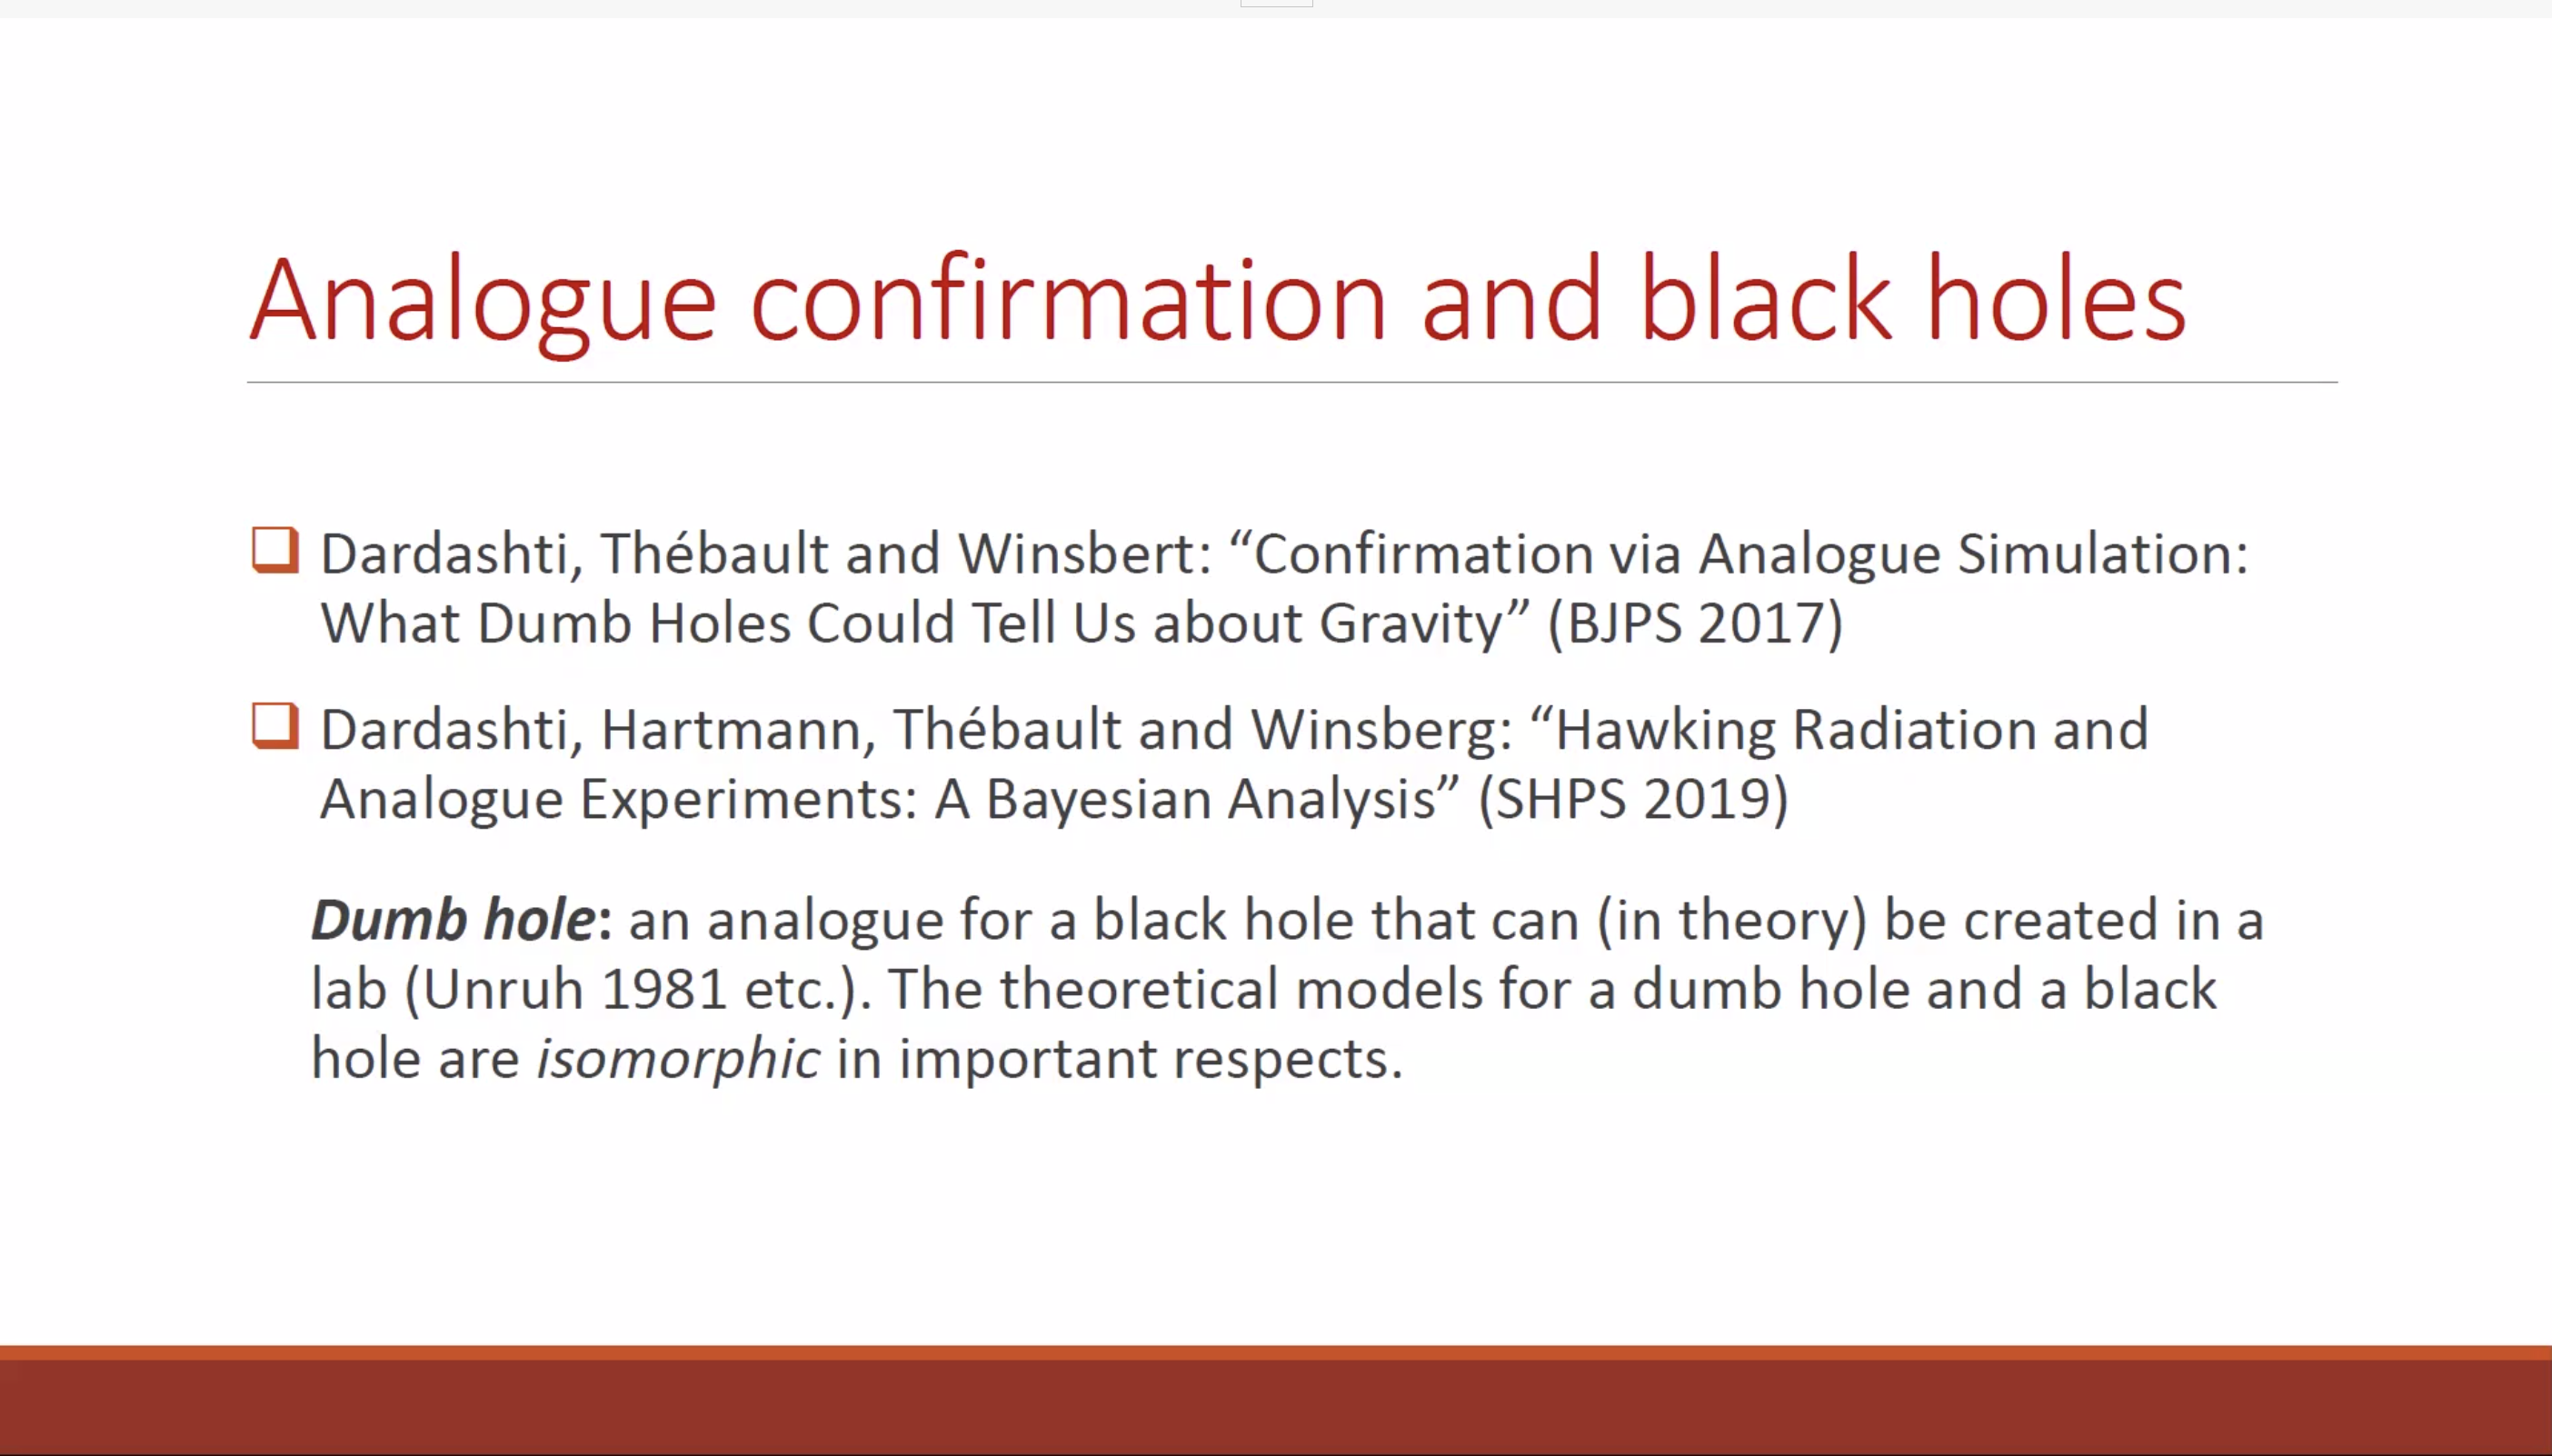 Analogue confirmation and black holes
Dardashti, Thébault and Winsbert: “Confirmation via Analogue Simulation:
What Dumb Holes Could Tell Us about Gravity” (BJPS 2017)
Dardashti, Hartmann, Thébault and Winsberg: “Hawking Radiation and
Analogue Experiments: A Bayesian Analysis” (SHPS 2019)
Dumb hole: an analogue for a black hole that can (in theory) be created in a
lab (Unruh 1981 etc.). The theoretical models for a dumb hole and a black
hole are isomorphic in important respects.